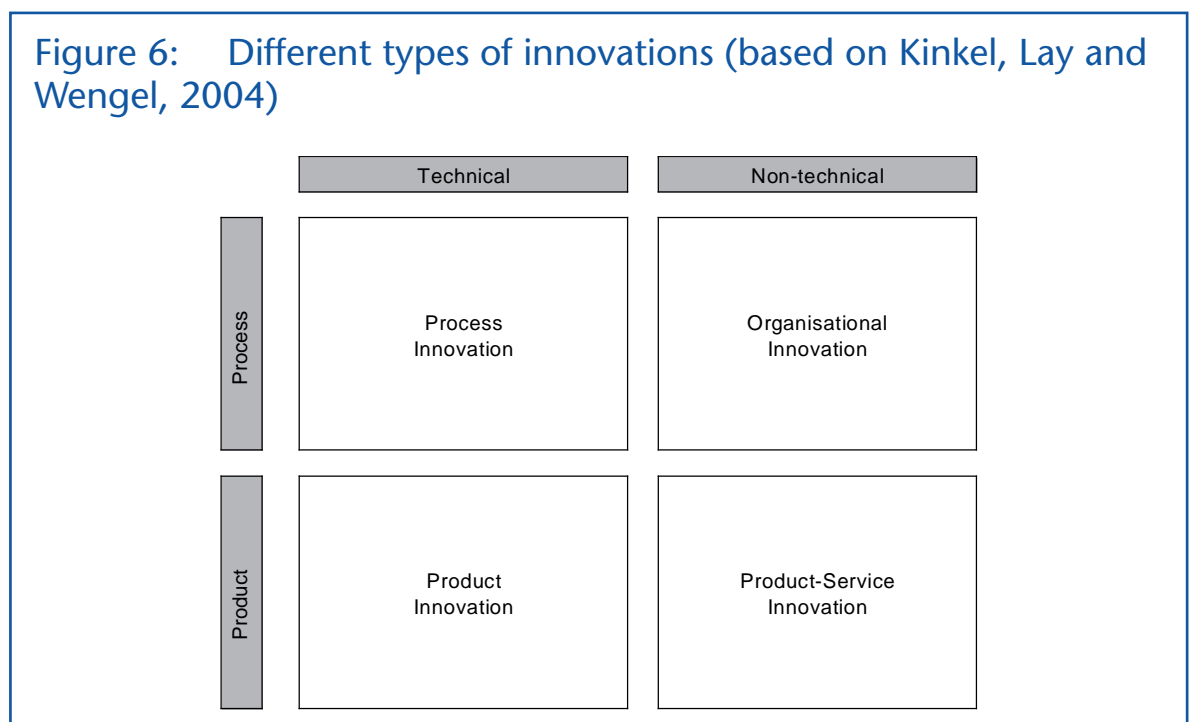 Figure 6: Different types of innovations (based on Kinkel, Lay and
Wengel, 2004)
Technical
Non-technical
Process
Process
Innovation
Organisational
Innovation
Product
Product
Innovation
Product-Service
Innovation